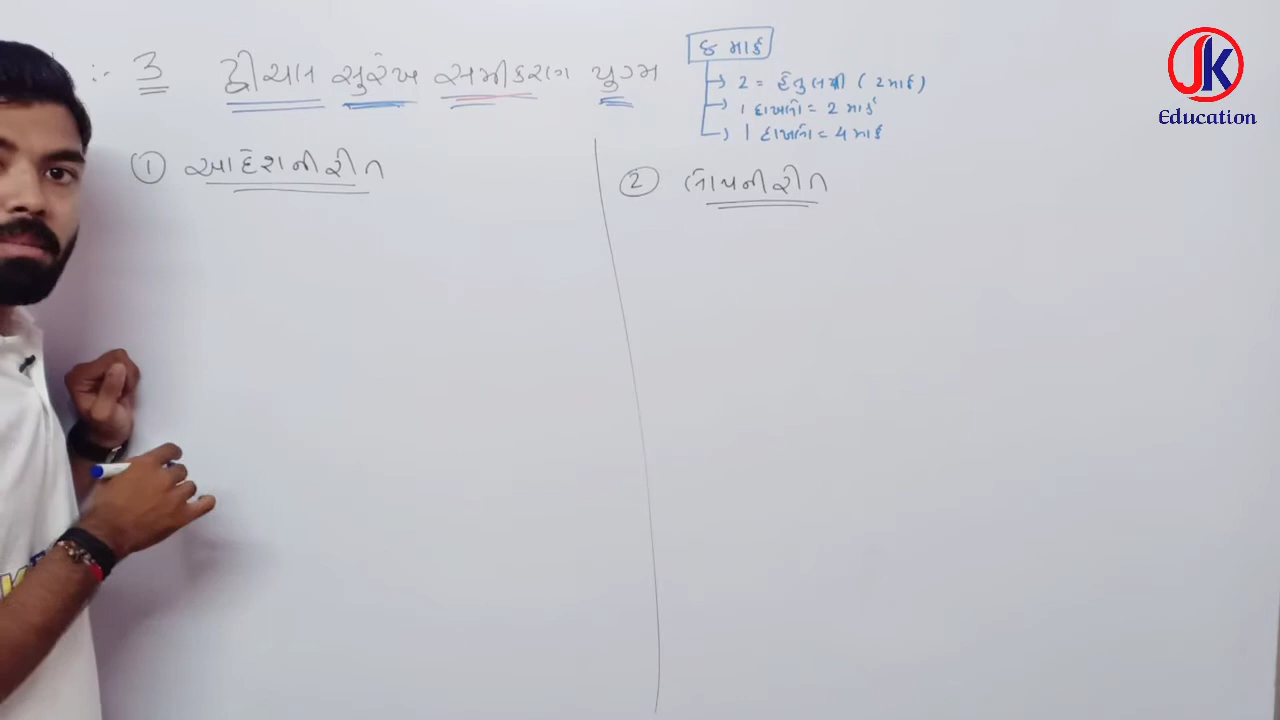 :- 3 દ્વીચલ સુરેખ સમીકરણ યુગ્મ
8 માર્ક
→ 2 = હેતુલક્ષી ( 2 માર્ક )
→ 1 દાખલો = 2 માર્ક
→ 1 દાખલો = 4 માર્ક
① આદેશની રીત
② લોપની રીત
JK
Education